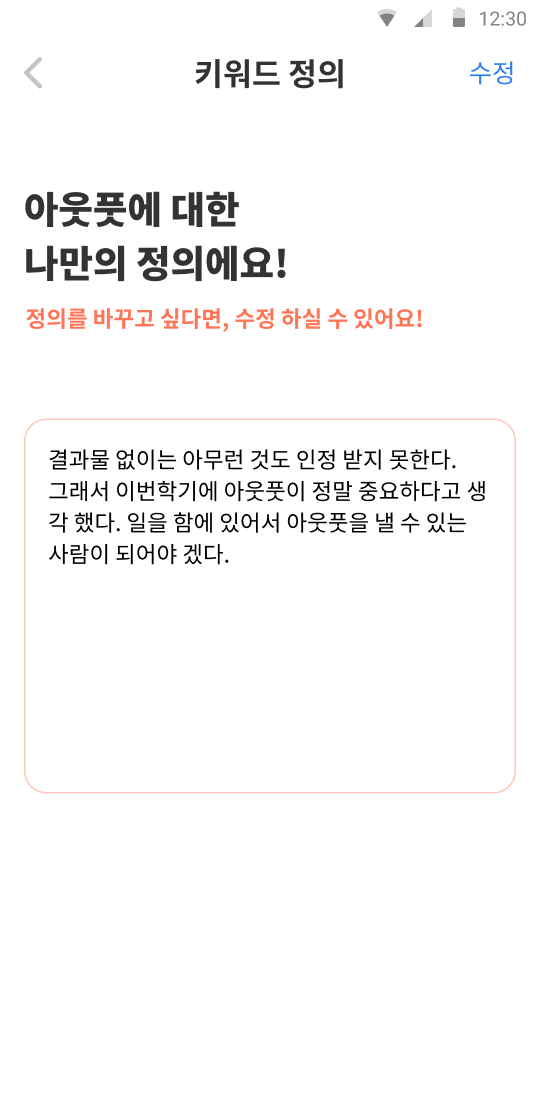 12:30
키워드 정의
수정
아웃풋에 대한
나만의 정의에요!
정의를 바꾸고 싶다면, 수정 하실 수 있어요!
결과물 없이는 아무런 것도 인정 받지 못한다.
그래서 이번학기에 아웃풋이 정말 중요하다고 생
각 했다. 일을 함에 있어서 아웃풋을 낼 수 있는
사람이 되어야 겠다.